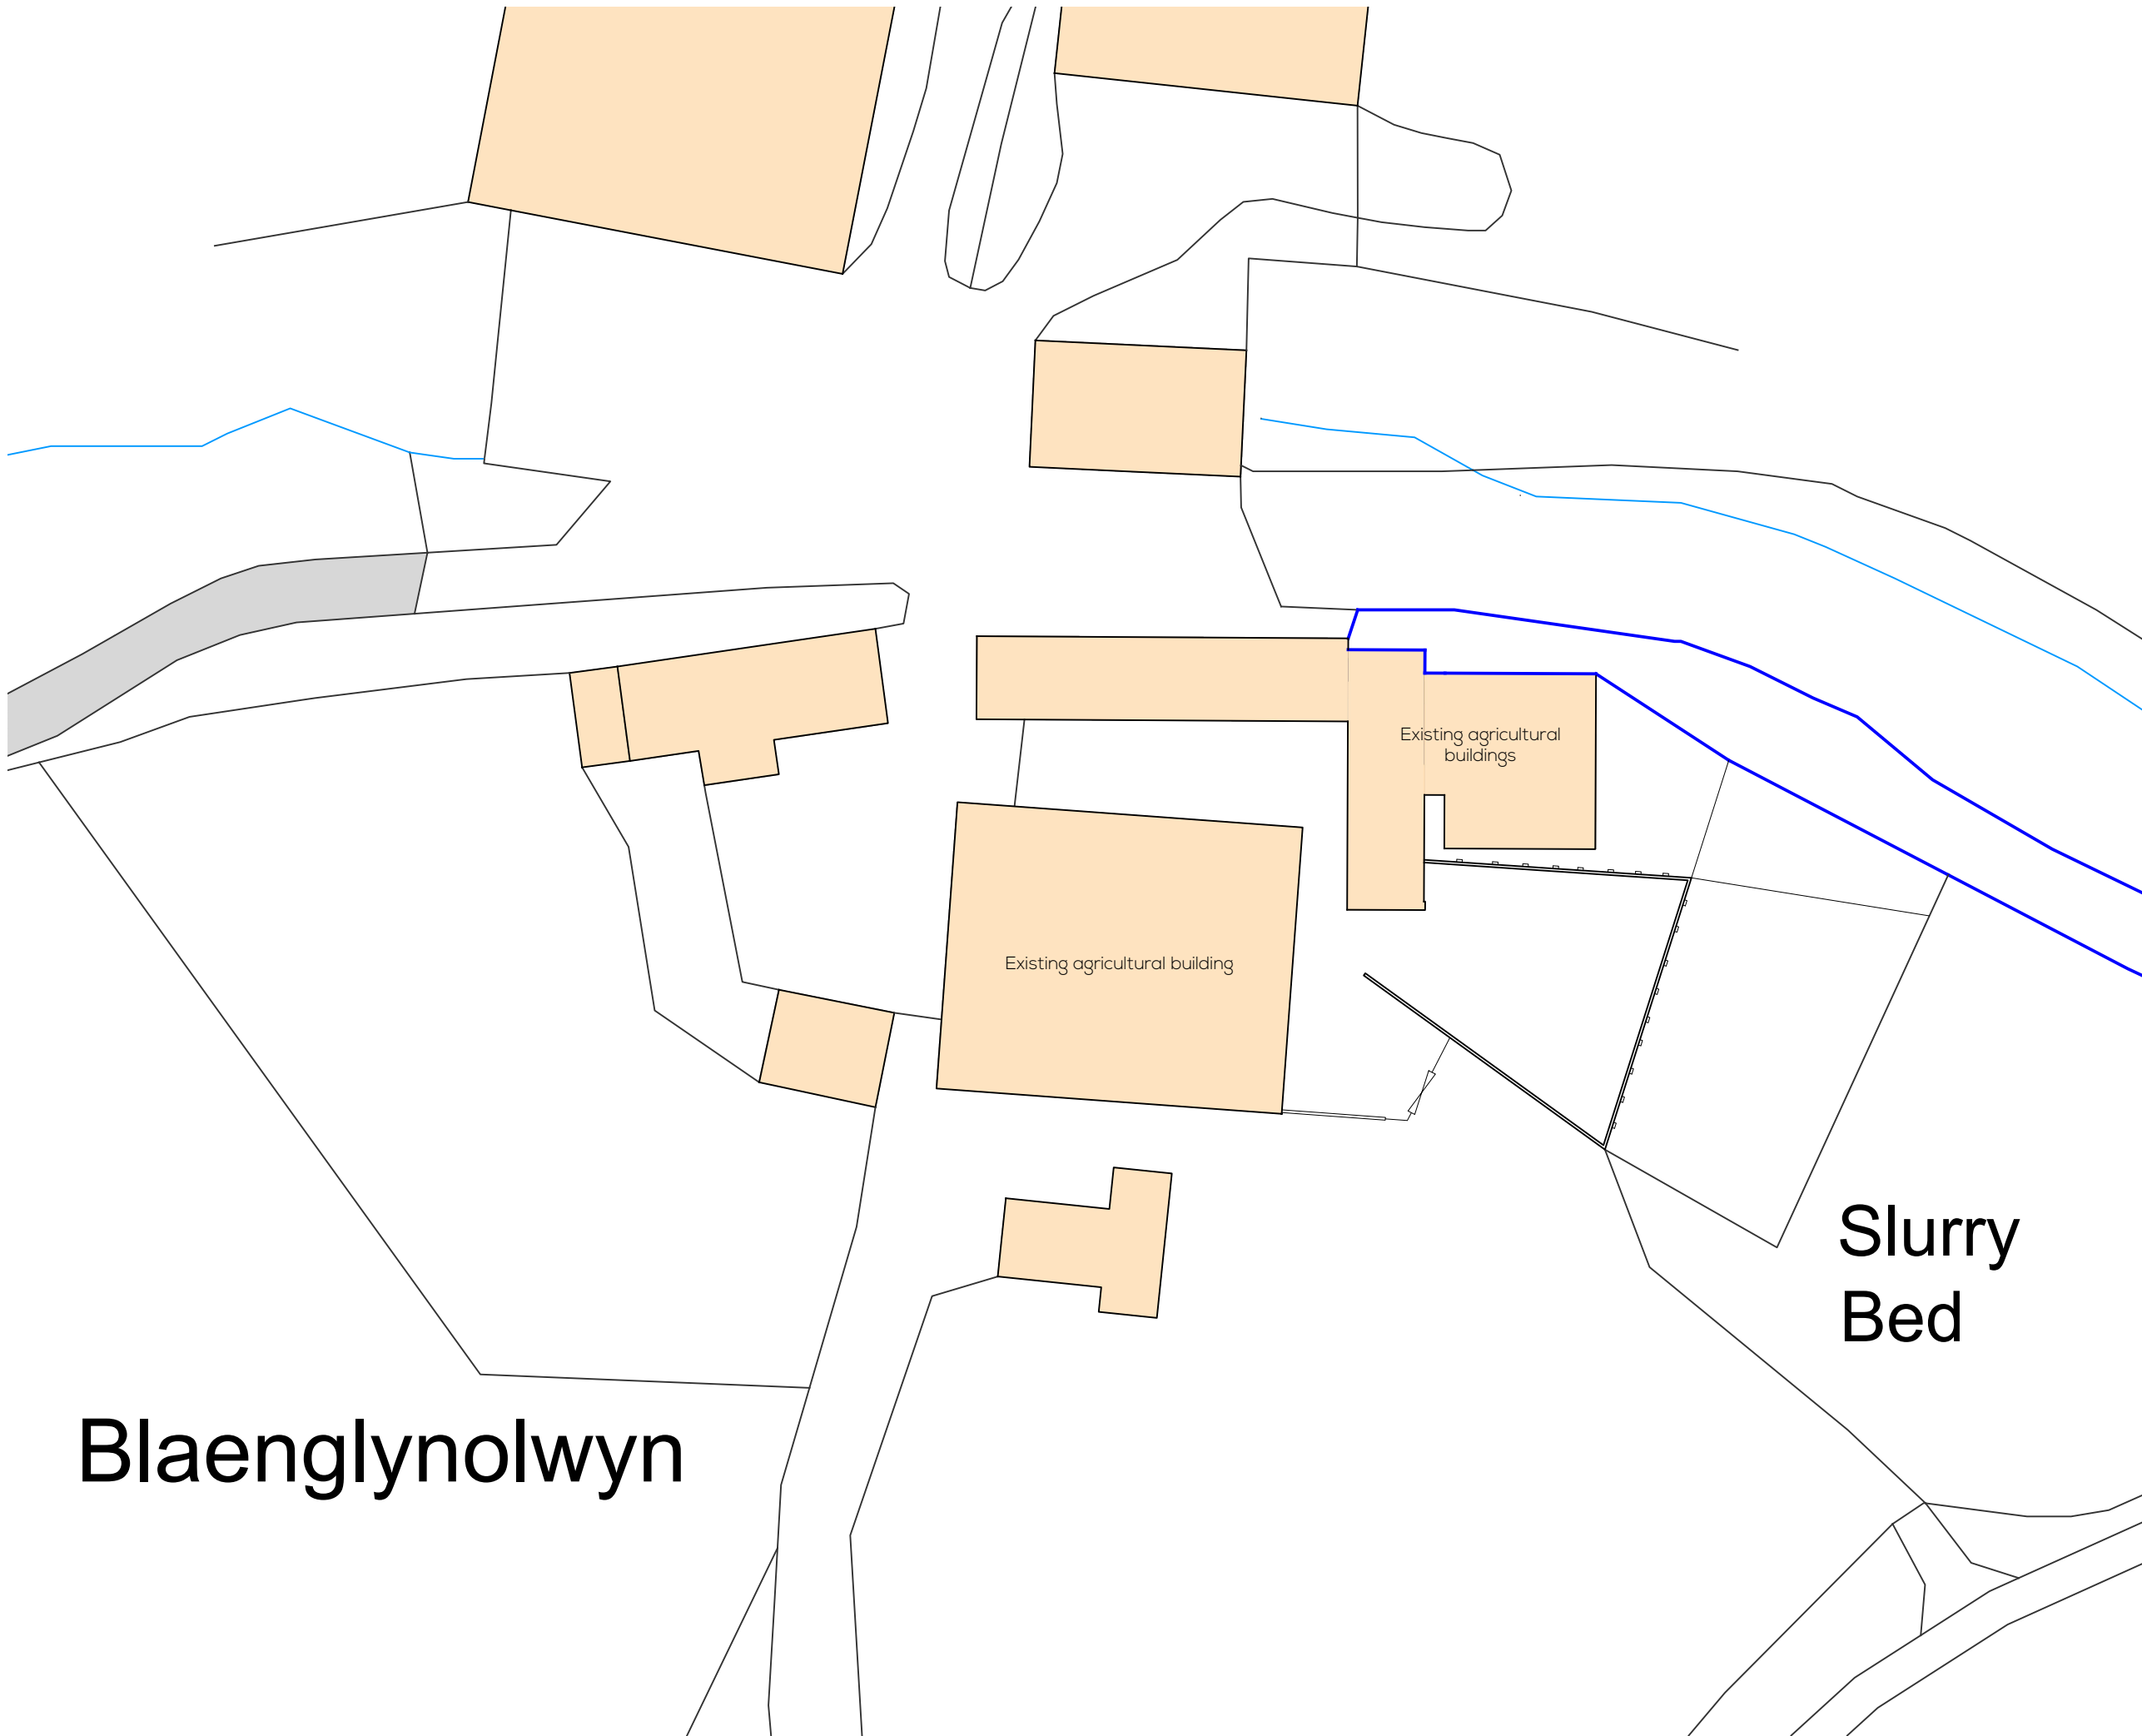 Existing agricultural
buildings
Existing agricultural building
Slurry
Bed
Blaenglynolwyn